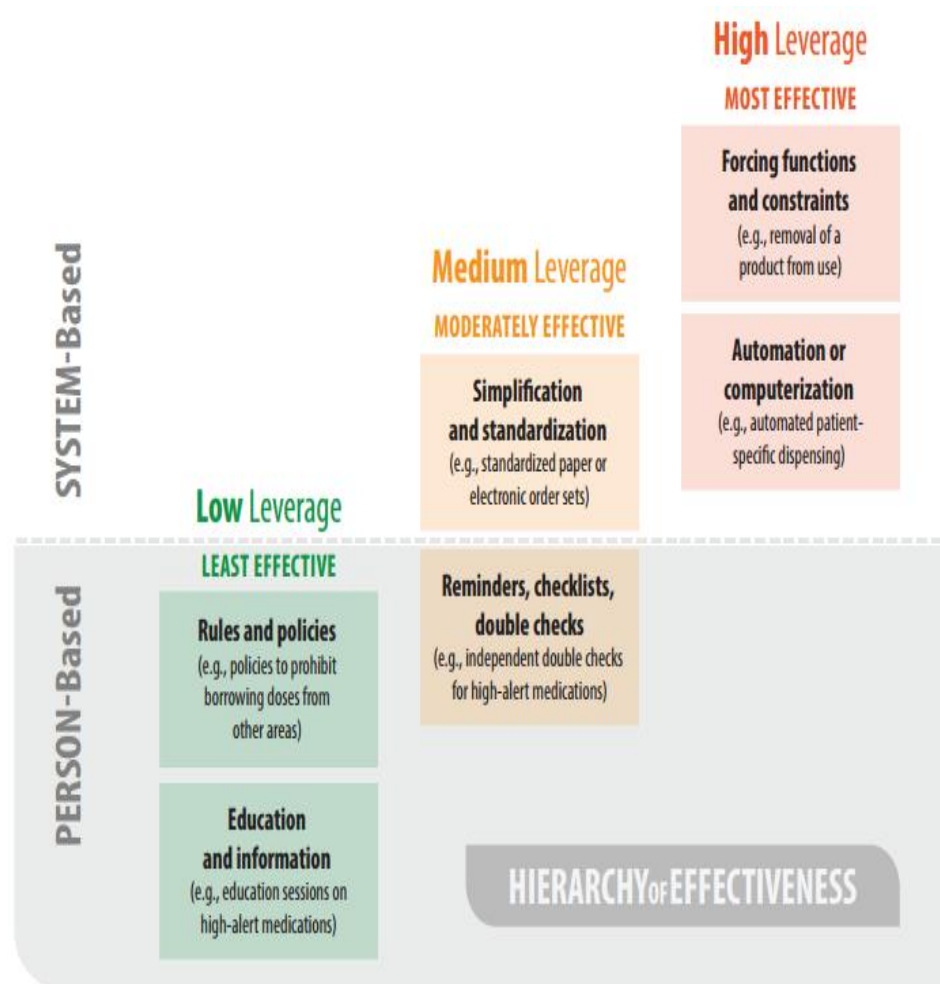 High Leverage
MOST EFFECTIVE
Forcing functions
and constraints
(e.g., removal of a
product from use)
Automation or
computerization
(e.g., automated patient-
specific dispensing)
Medium Leverage
MODERATELY EFFECTIVE
Simplification
and standardization
(e.g., standardized paper or
electronic order sets)
Reminders, checklists,
double checks
(e.g., independent double checks
for high-alert medications)
Low Leverage
LEAST EFFECTIVE
Rules and policies
(e.g., policies to prohibit
borrowing doses from
other areas)
Education
and information
(e.g., education sessions on
high-alert medications)
SYSTEM-Based
PERSON-Based
HIERARCHY OF EFFECTIVENESS